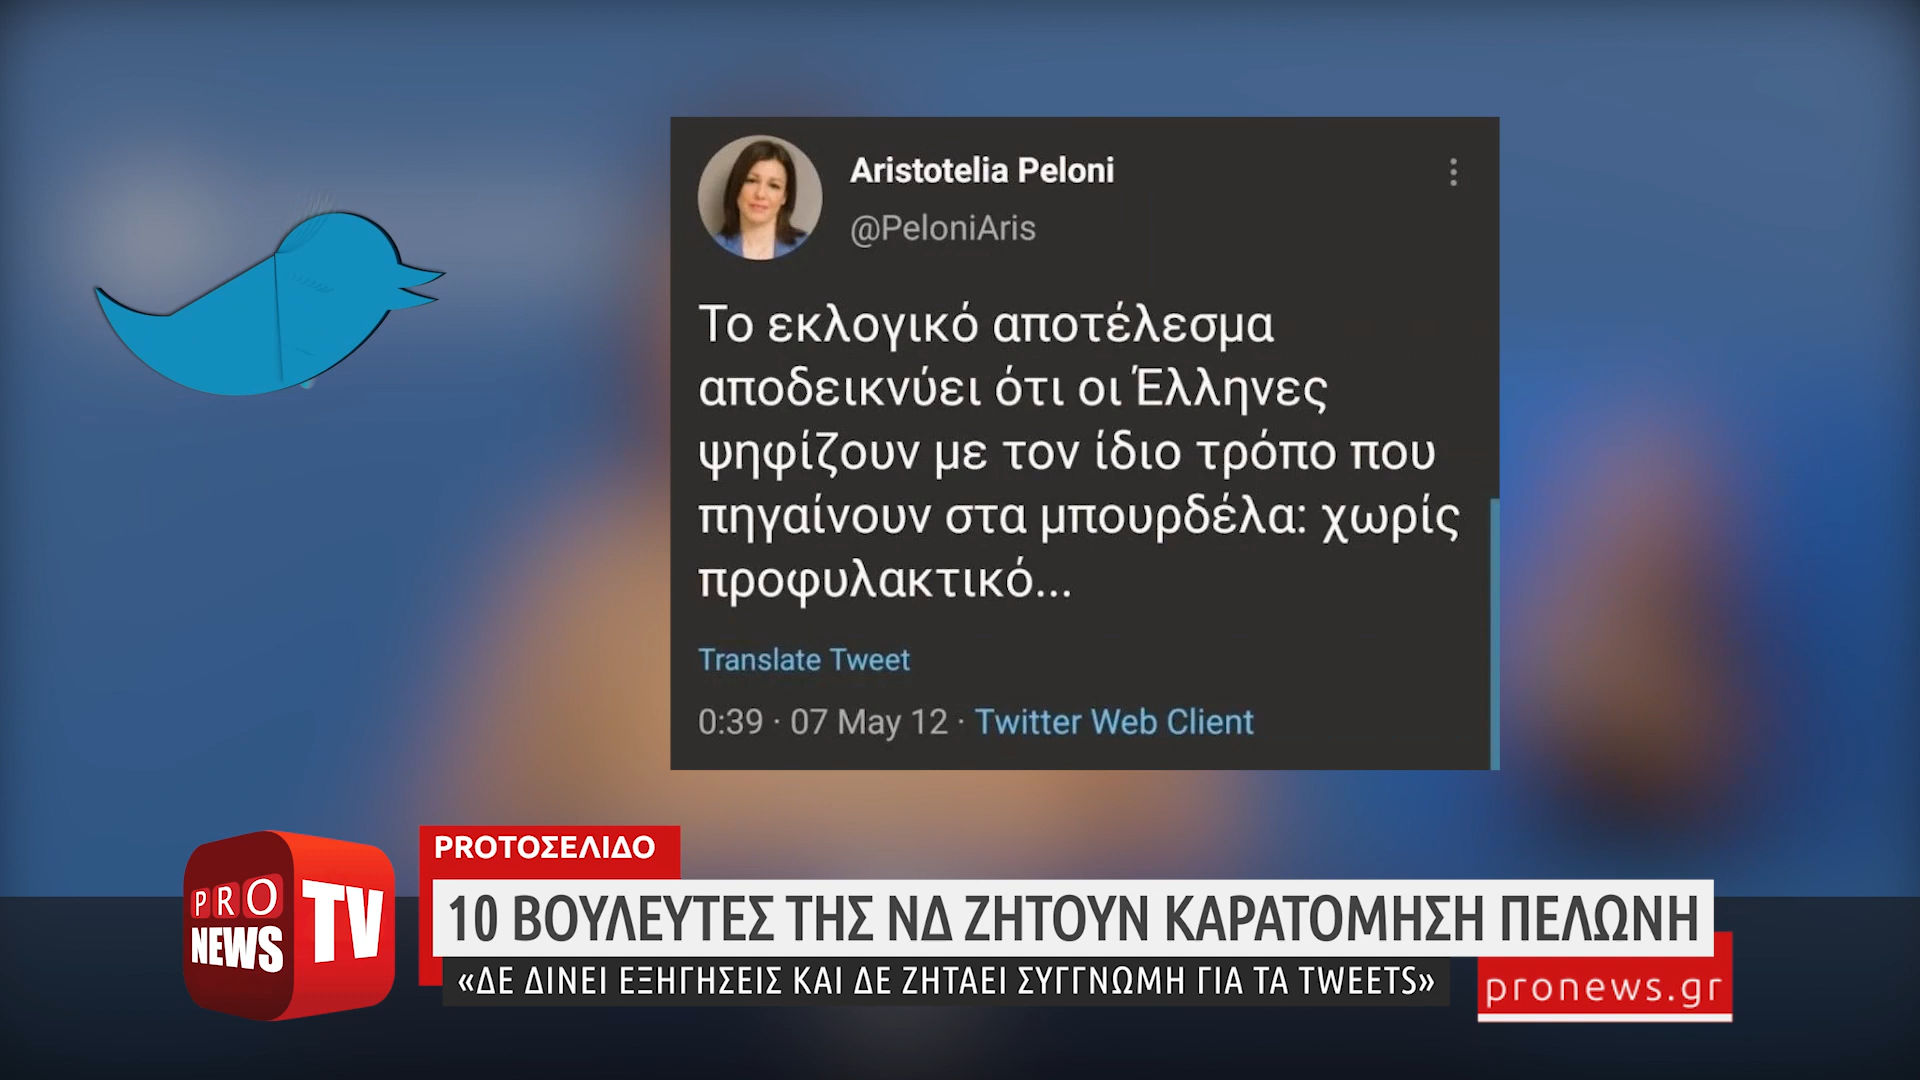 Aristotelia Peloni
@PeloniAris
Το εκλογικό αποτέλεσμα
αποδεικνύει ότι οι Έλληνες
ψηφίζουν με τον ίδιο τρόπο που
πηγαίνουν στα μπουρδέλα: χωρίς
προφυλακτικό...
Translate Tweet
0:39 · 07 May 12 · Twitter Web Client
PROTOΣΕΛΙΔΟ
10 ΒΟΥΛΕΥΤΕΣ ΤΗΣ ΝΔ ΖΗΤΟΥΝ ΚΑΡΑΤΟΜΗΣΗ ΠΕΛΩΝΗ
«ΔΕ ΔΙΝΕΙ ΕΞΗΓΗΣΕΙΣ ΚΑΙ ΔΕ ΖΗΤΑΕΙ ΣΥΓΓΝΩΜΗ ΓΙΑ ΤΑ TWEETS»
PRO
NEWS
TV
pronews.gr